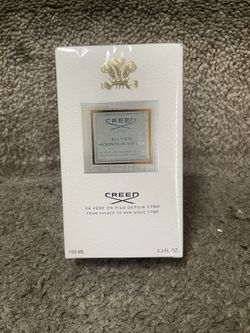 CREED
SILVER
MOUNTAIN WATER
CREED
DE PÈRE EN FILS DEPUIS 1760
FROM FATHER TO SON SINCE 1760
100 ML
3.3 FL. OZ.